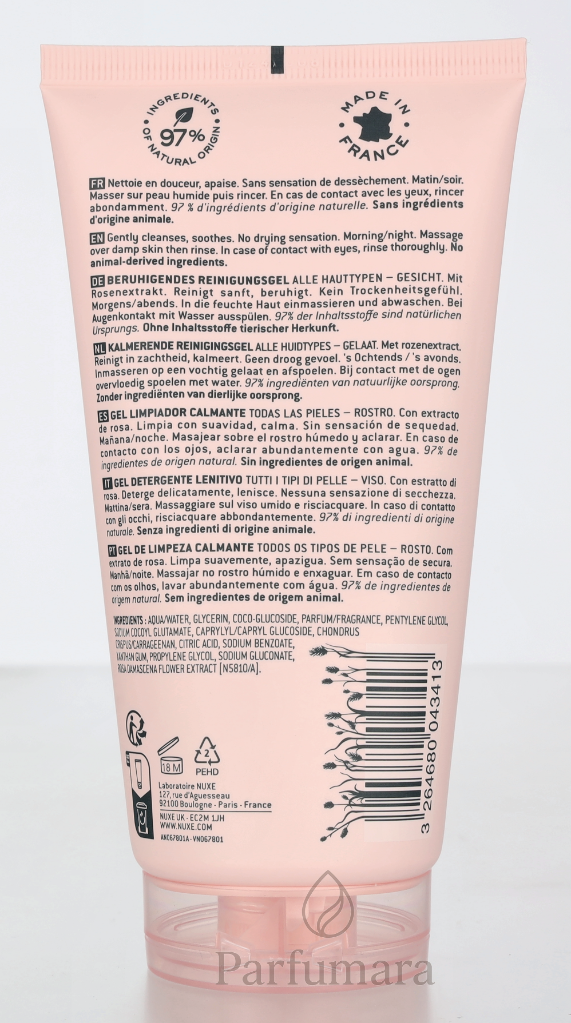 INGREDIENTS
97%
OF NATURAL ORIGIN
MADE IN
FRANCE
FR Nettoie en douceur, apaise. Sans sensation de dessèchement. Matin/soir.
Masser sur peau humide puis rincer. En cas de contact avec les yeux, rincer
abondamment. 97 % d'ingrédients d'origine naturelle. Sans ingrédients
d'origine animale.
EN Gently cleanses, soothes. No drying sensation. Morning/night. Massage
over damp skin then rinse. In case of contact with eyes, rinse thoroughly. No
animal-derived ingredients.
DE BERUHIGENDES REINIGUNGSGEL ALLE HAUTTYPEN – GESICHT. Mit
Rosenextrakt. Reinigt sanft, beruhigt. Kein Trockenheitsgefühl.
Morgens/abends. In die feuchte Haut einmassieren und abwaschen. Bei
Augenkontakt mit Wasser ausspülen. 97% der Inhaltsstoffe sind natürlichen
Ursprungs. Ohne Inhaltsstoffe tierischer Herkunft.
NL KALMERENDE REINIGINGSGEL ALLE HUIDTYPES – GELAAT. Met rozenextract.
Reinigt in zachtheid, kalmeert. Geen droog gevoel. 's Ochtends / 's avonds.
Inmasseren op een vochtig gelaat en afspoelen. Bij contact met de ogen
overvloedig spoelen met water. 97% ingrediënten van natuurlijke oorsprong.
Zonder ingrediënten van dierlijke oorsprong.
ES GEL LIMPIADOR CALMANTE TODAS LAS PIELES – ROSTRO. Con extracto
de rosa. Limpia con suavidad, calma. Sin sensación de sequedad.
Mañana/noche. Masajear sobre el rostro húmedo y aclarar. En caso de
contacto con los ojos, aclarar abundantemente con agua. 97% de
ingredientes de origen natural. Sin ingredientes de origen animal.
IT GEL DETERGENTE LENITIVO TUTTI I TIPI DI PELLE – VISO. Con estratto di
rosa. Deterge delicatamente, lenisce. Nessuna sensazione di secchezza.
Mattina/sera. Massaggiare sul viso umido e risciacquare. In caso di contatto
con gli occhi, risciacquare abbondantemente. 97% di ingredienti di origine
naturale. Senza ingredienti di origine animale.
PT GEL DE LIMPEZA CALMANTE TODOS OS TIPOS DE PELE – ROSTO. Com
extrato de rosa. Limpa suavemente, apazigua. Sem sensação de secura.
Manhã/noite. Massajar no rostro húmido e enxaguar. Em caso de contacto
com os olhos, lavar abundantemente com água. 97% de ingredientes de
origem natural. Sem ingredientes de origem animal.
INGREDIENTS : AQUA/WATER, GLYCERIN, COCO-GLUCOSIDE, PARFUM/FRAGRANCE, PENTYLENE GLYCOL,
SODIUM COCOYL GLUTAMATE, CAPRYLYL/CAPRYL GLUCOSIDE, CHONDRUS
CRISPUS/CARRAGEENAN, CITRIC ACID, SODIUM BENZOATE,
XANTHAN GUM, PROPYLENE GLYCOL, SODIUM GLUCONATE,
ROSA DAMASCENA FLOWER EXTRACT [N5810/A].
18 M
2
PEHD
Laboratoire NUXE
127, rue d'Aguesseau
92100 Boulogne - Paris - France
NUXE UK - EC2M 1JH
WWW.NUXE.COM
ANC67801A-VN067801
3 264680 043413
Parfumara